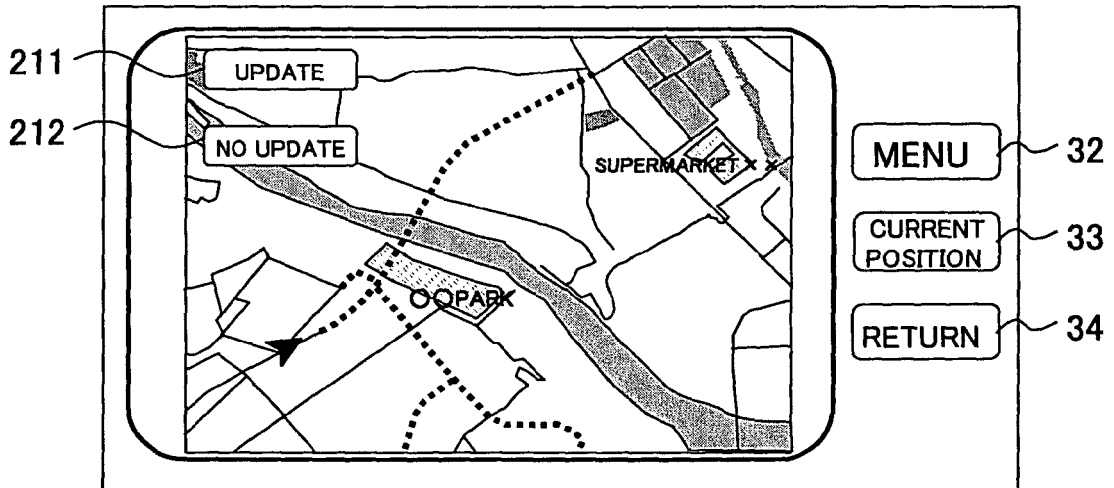 211
UPDATE
212
NO UPDATE
SUPERMARKET × ×
○○PARK
MENU
32
CURRENT
POSITION
33
RETURN
34